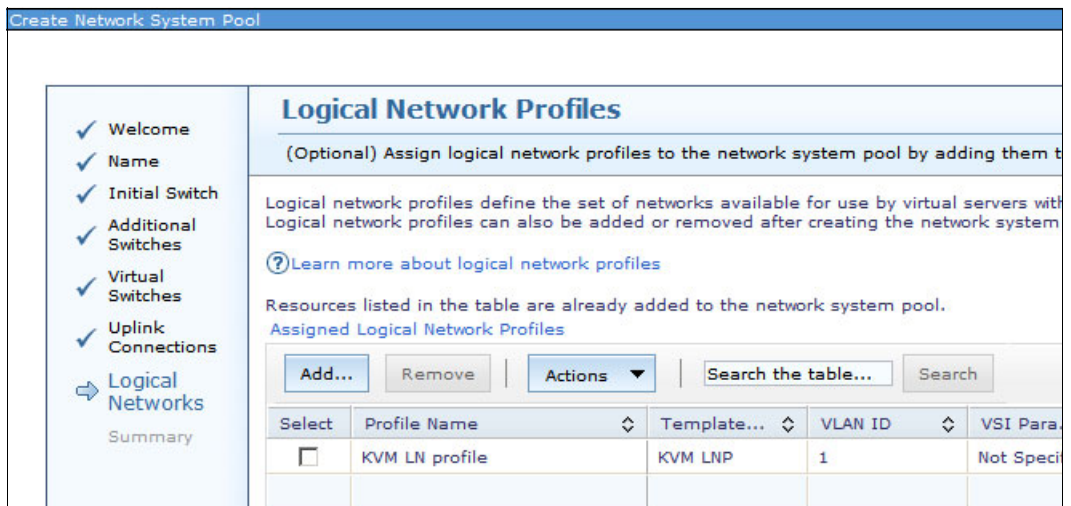 Create Network System Pool
Welcome
Name
Initial Switch
Additional
Switches
Virtual
Switches
Uplink
Connections
Logical
Networks
Summary
Logical Network Profiles
(Optional) Assign logical network profiles to the network system pool by adding them t
Logical network profiles define the set of networks available for use by virtual servers with
Logical network profiles can also be added or removed after creating the network system
?Learn more about logical network profiles
Resources listed in the table are already added to the network system pool.
Assigned Logical Network Profiles
Add... Remove | Actions | Search the table... Search
Select Profile Name Template... VLAN ID VSI Para.
KVM LN profile KVM LNP 1 Not Specif